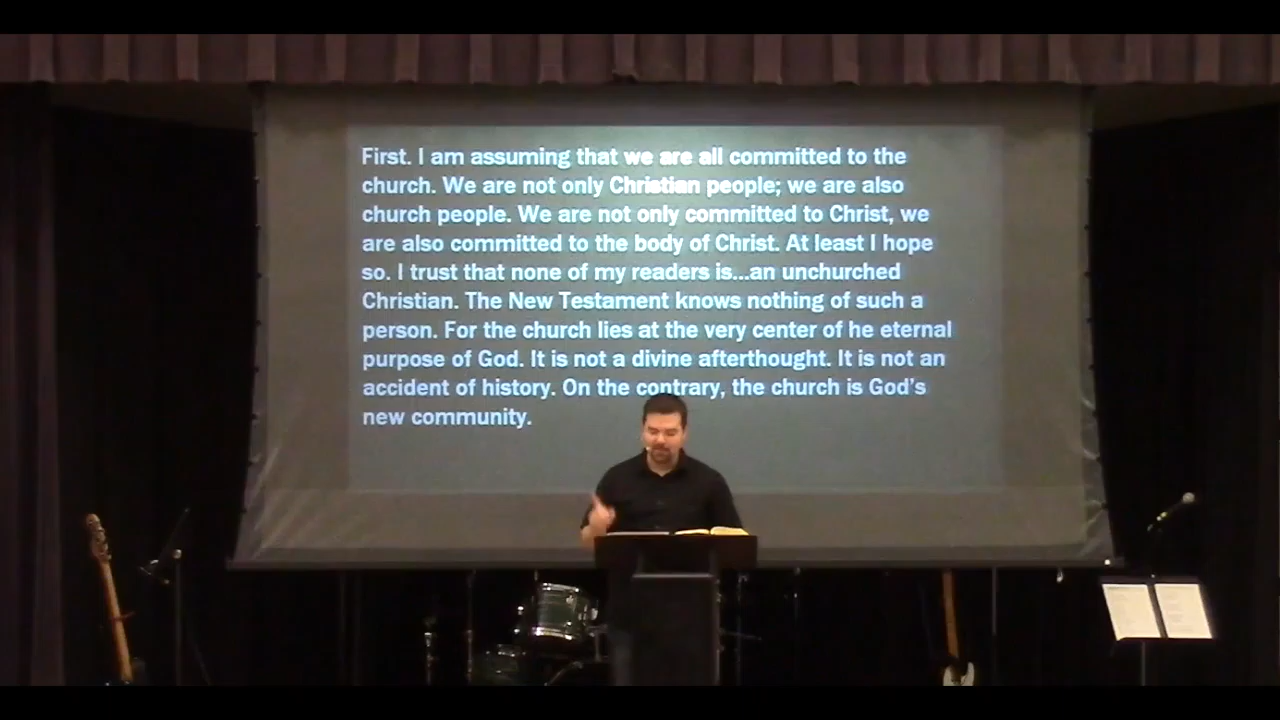 First. I am assuming that we are all committed to the
church. We are not only Christian people; we are also
church people. We are not only committed to Christ, we
are also committed to the body of Christ. At least I hope
so. I trust that none of my readers is...an unchurched
Christian. The New Testament knows nothing of such a
person. For the church lies at the very center of he eternal
purpose of God. It is not a divine afterthought. It is not an
accident of history. On the contrary, the church is God's
new community.